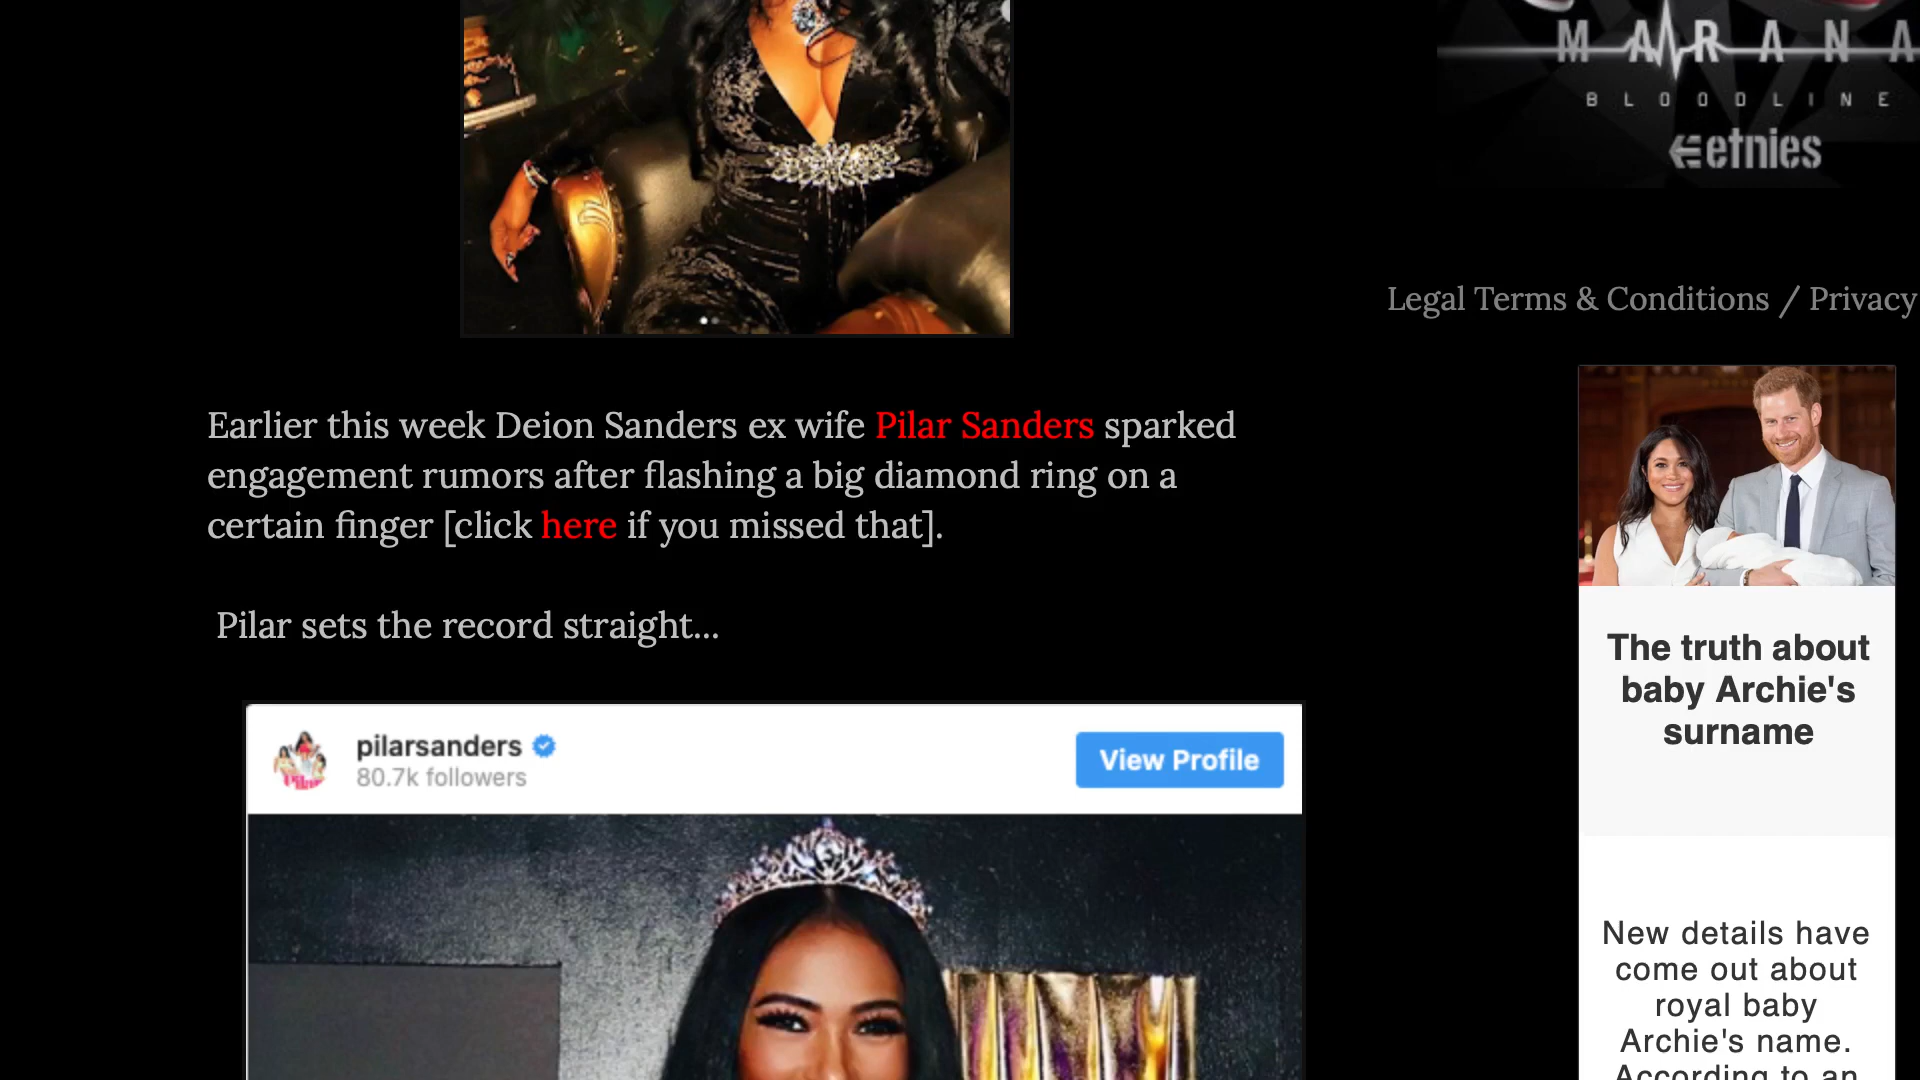 MARANA
BLOODLINE
etnies
Legal Terms & Conditions / Privacy
Earlier this week Deion Sanders ex wife Pilar Sanders sparked
engagement rumors after flashing a big diamond ring on a
certain finger [click here if you missed that].
Pilar sets the record straight...
pilarsanders
80.7k followers
View Profile
The truth about
baby Archie's
surname
New details have
come out about
royal baby
Archie's name.
According to an